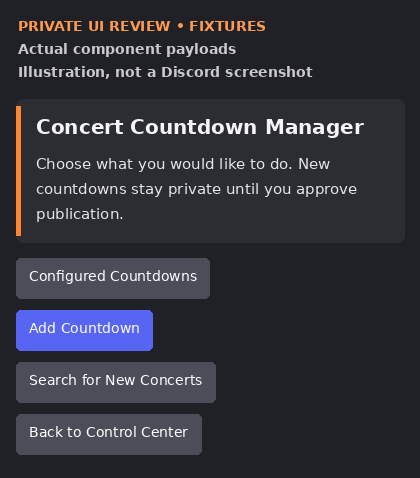 PRIVATE UI REVIEW • FIXTURES
Actual component payloads
Illustration, not a Discord screenshot
Concert Countdown Manager
Choose what you would like to do. New
countdowns stay private until you approve
publication.
Configured Countdowns
Add Countdown
Search for New Concerts
Back to Control Center